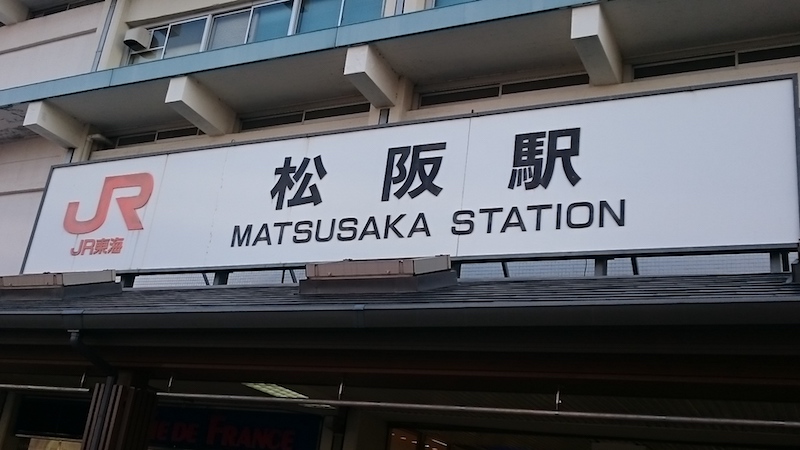 JR
JR東海
松阪駅
MATSUSAKA STATION
DE FRANCE